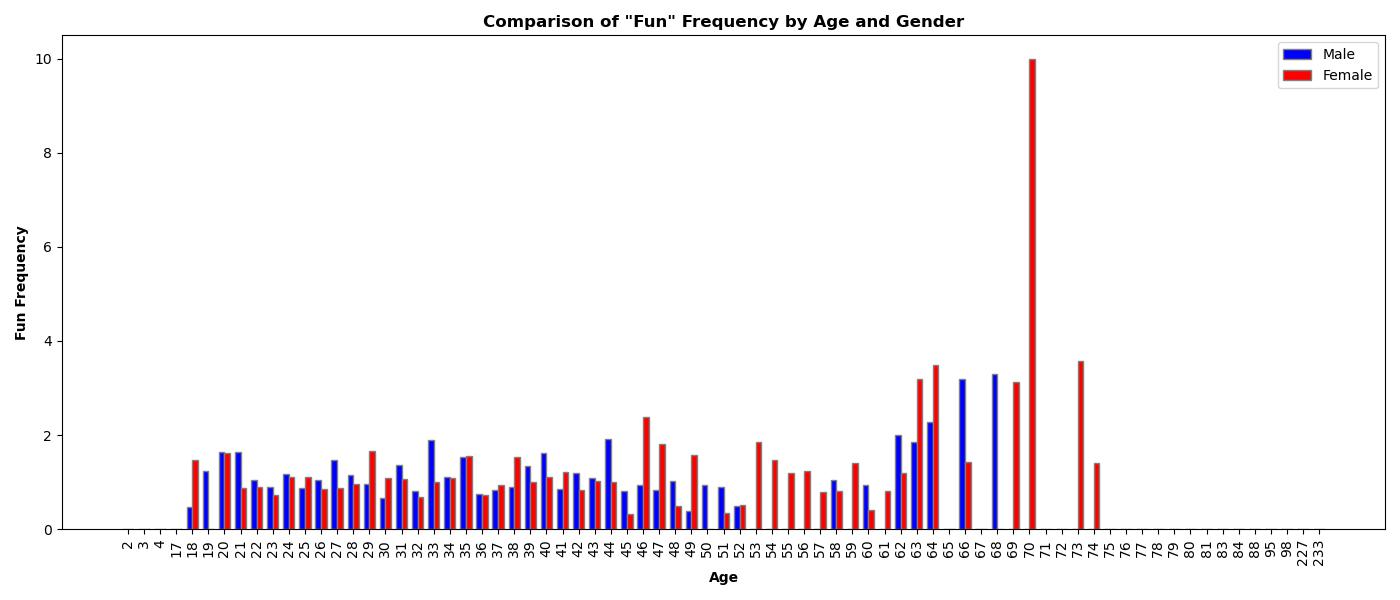 Comparison of "Fun" Frequency by Age and Gender
Male
Female
10
8
6
4
2
0
Fun Frequency
2 3 4 17 18 19 20 21 22 23 24 25 26 27 28 29 30 31 32 33 34 35 36 37 38 39 40 41 42 43 44 45 46 47 48 49 50 51 52 53 54 55 56 57 58 59 60 61 62 63 64 65 66 67 68 69 70 71 72 73 74 75 76 77 78 79 80 81 83 84 88 95 98 227 233
Age